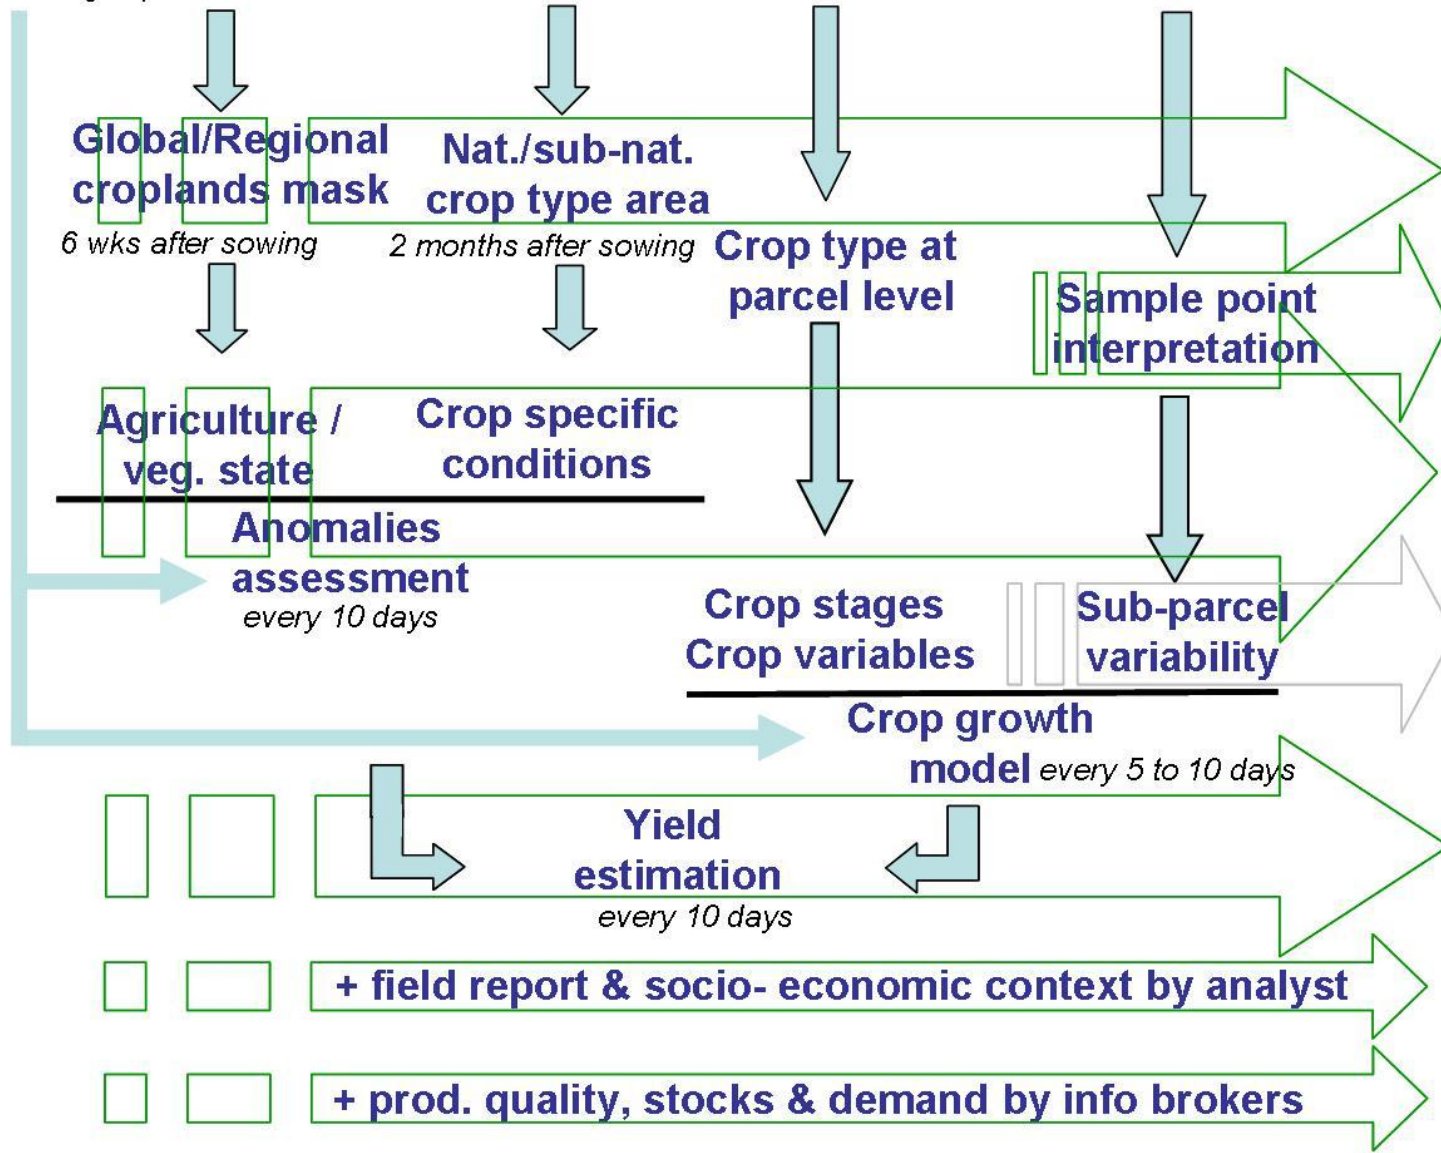 Global/Regional
croplands mask
6 wks after sowing
Nat./sub-nat.
crop type area
2 months after sowing
Crop type at
parcel level
Sample point
interpretation
Agriculture /
veg. state
Crop specific
conditions
Anomalies
assessment
every 10 days
Crop stages
Crop variables
Sub-parcel
variability
Crop growth
model every 5 to 10 days
Yield
estimation
every 10 days
+ field report & socio- economic context by analyst
+ prod. quality, stocks & demand by info brokers